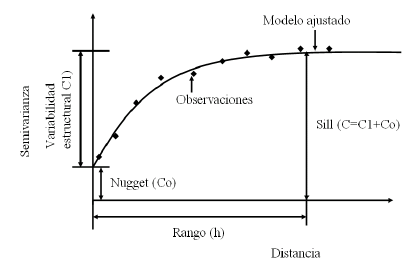 Modelo ajustado
Semivarianza
Variabilidad
estructural C1)
Observaciones
Sill (C=C1+Co)
Nugget (Co)
Rango (h)
Distancia